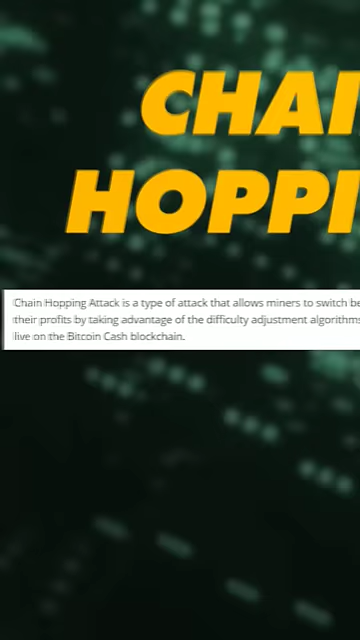 CHAI
HOPPI
Chain Hopping Attack is a type of attack that allows miners to switch be
their profits by taking advantage of the difficulty adjustment algorithms
live on the Bitcoin Cash blockchain.